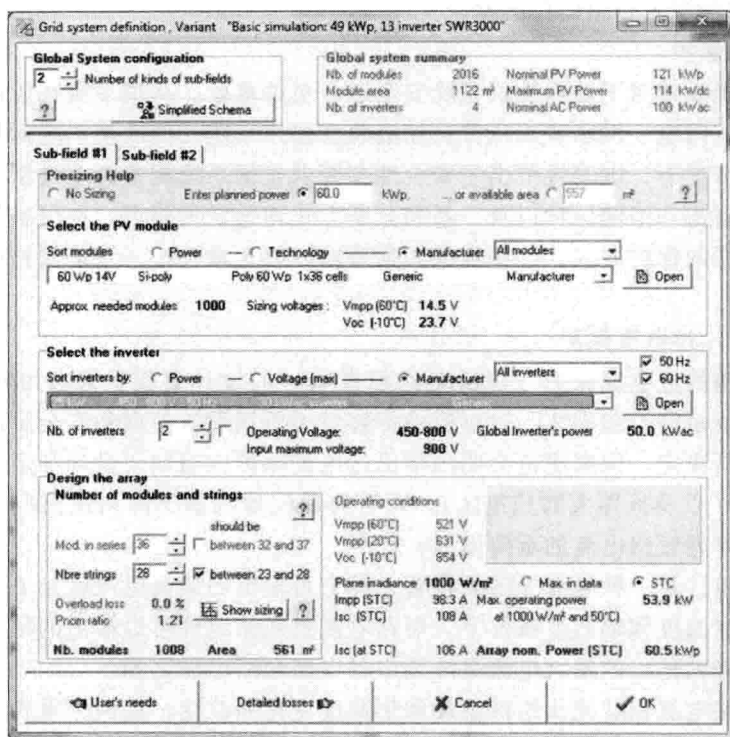 Grid system definition , Variant "Basic simulation: 49 kWp, 13 inverter SWR3000"
Global System configuration
2 Number of kinds of sub-fields
? Simplified Schema
Global system summary
Nb. of modules 2016 Nominal PV Power 121 kWp
Module area 1122 m² Maximum PV Power 114 kWdc
Nb. of inverters 4 Nominal AC Power 100 kWac
Sub-field #1 Sub-field #2
Presizing Help
No Sizing Enter planned power 60.0 kWp, ... or available area 557 m² ?
Select the PV module
Sort modules Power Technology Manufacturer All modules
60 Wp 14V Si-poly Poly 60 Wp 1x36 cells Generic Manufacturer Open
Approx. needed modules 1000 Sizing voltages : Vmpp (60°C) 14.5 V
Voc (-10°C) 23.7 V
Select the inverter
Sort inverters by: Power Voltage (max) Manufacturer All inverters 50 Hz
60 Hz
Open
Nb. of inverters 2 Operating Voltage: 450-800 V Global Inverter's power 50.0 kWac
Input maximum voltage: 900 V
Design the array
Number of modules and strings
?
should be
Mod. in series 36 between 32 and 37
Nbre strings 28 between 23 and 28
Overload loss 0.0 % Show sizing ?
Pnom ratio 1.21
Nb. modules 1008 Area 561 m²
Operating conditions
Vmpp (60°C) 521 V
Vmpp (20°C) 631 V
Voc (-10°C) 854 V
Plane irradiance 1000 W/m² Max. in data STC
Impp (STC) 98.3 A Max. operating power 53.9 kW
Isc (STC) 108 A at 1000 W/m² and 50°C)
Isc (at STC) 106 A Array nom. Power (STC) 60.5 kWp
User's needs Detailed losses Cancel OK